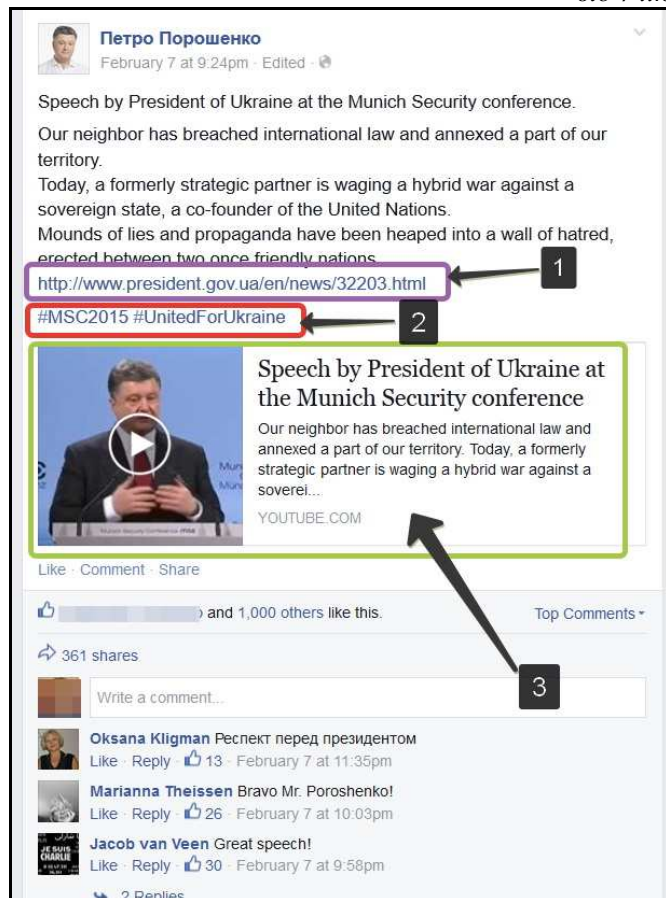 Петро Порошенко
February 7 at 9:24pm · Edited ·
Speech by President of Ukraine at the Munich Security conference.
Our neighbor has breached international law and annexed a part of our
territory.
Today, a formerly strategic partner is waging a hybrid war against a
sovereign state, a co-founder of the United Nations.
Mounds of lies and propaganda have been heaped into a wall of hatred,
erected between two once friendly nations
http://www.president.gov.ua/en/news/32203.html
1
#MSC2015 #UnitedForUkraine
2
Speech by President of Ukraine at
the Munich Security conference
Our neighbor has breached international law and
annexed a part of our territory. Today, a formerly
strategic partner is waging a hybrid war against a
soverei...
YOUTUBE.COM
3
Like · Comment · Share
and 1,000 others like this.
Top Comments
361 shares
Write a comment...
Oksana Kligman Респект перед президентом
Like · Reply · 13 · February 7 at 11:35pm
Marianna Theissen Bravo Mr. Poroshenko!
Like · Reply · 26 · February 7 at 10:03pm
JE SUIS
CHARLIE
Jacob van Veen Great speech!
Like · Reply · 30 · February 7 at 9:58pm
2 Replies